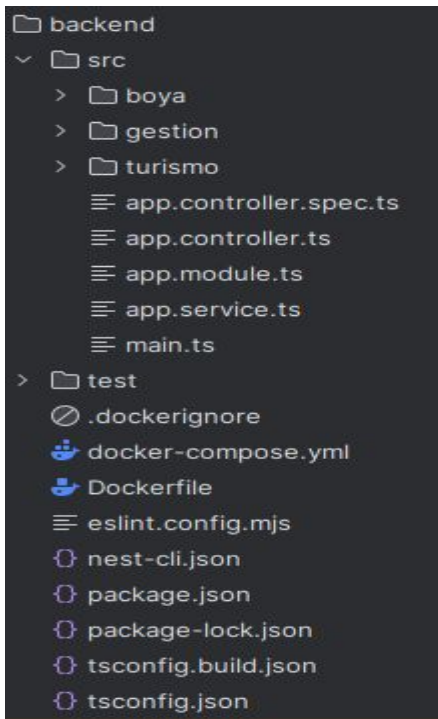 backend
src
boya
gestion
turismo
app.controller.spec.ts
app.controller.ts
app.module.ts
app.service.ts
main.ts
test
.dockerignore
docker-compose.yml
Dockerfile
eslint.config.mjs
nest-cli.json
package.json
package-lock.json
tsconfig.build.json
tsconfig.json